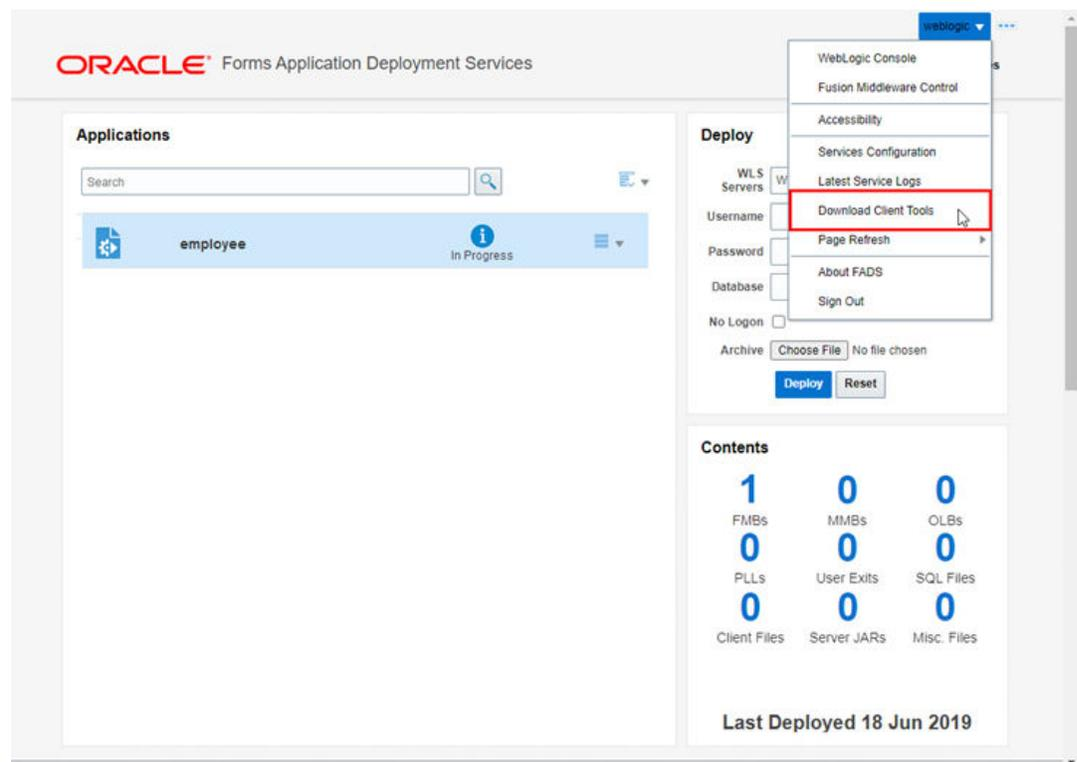 weblogic
ORACLE® Forms Application Deployment Services
WebLogic Console
Fusion Middleware Control
Accessibility
Services Configuration
Latest Service Logs
Download Client Tools
Page Refresh
About FADS
Sign Out
Applications
Search
employee
In Progress
Deploy
WLS
Servers
Username
Password
Database
No Logon
Archive Choose File No file chosen
Deploy Reset
Contents
1 0 0
FMBs MMBs OLBs
0 0 0
PLLs User Exits SQL Files
0 0 0
Client Files Server JARs Misc. Files
Last Deployed 18 Jun 2019